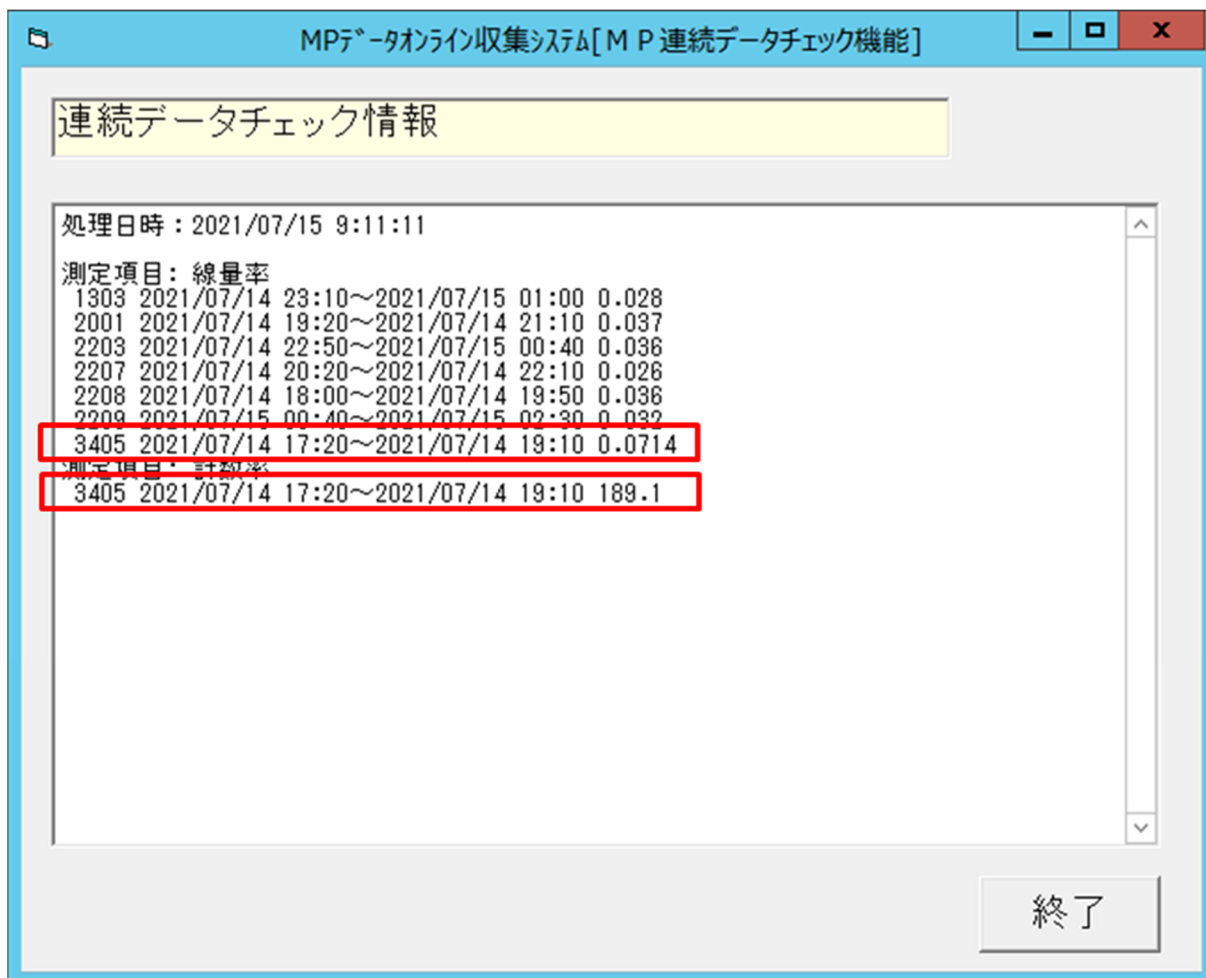 MPデータオンライン収集システム[ＭＰ連続データチェック機能]
連続データチェック情報
処理日時：2021/07/15 9:11:11
測定項目： 線量率
1303 2021/07/14 23:10～2021/07/15 01:00 0.028
2001 2021/07/14 19:20～2021/07/14 21:10 0.037
2203 2021/07/14 22:50～2021/07/15 00:40 0.036
2207 2021/07/14 20:20～2021/07/14 22:10 0.026
2208 2021/07/14 18:00～2021/07/14 19:50 0.036
2209 2021/07/15 00:40～2021/07/15 02:30 0.032
3405 2021/07/14 17:20～2021/07/14 19:10 0.0714
測定項目： 計数率
3405 2021/07/14 17:20～2021/07/14 19:10 189.1
終了